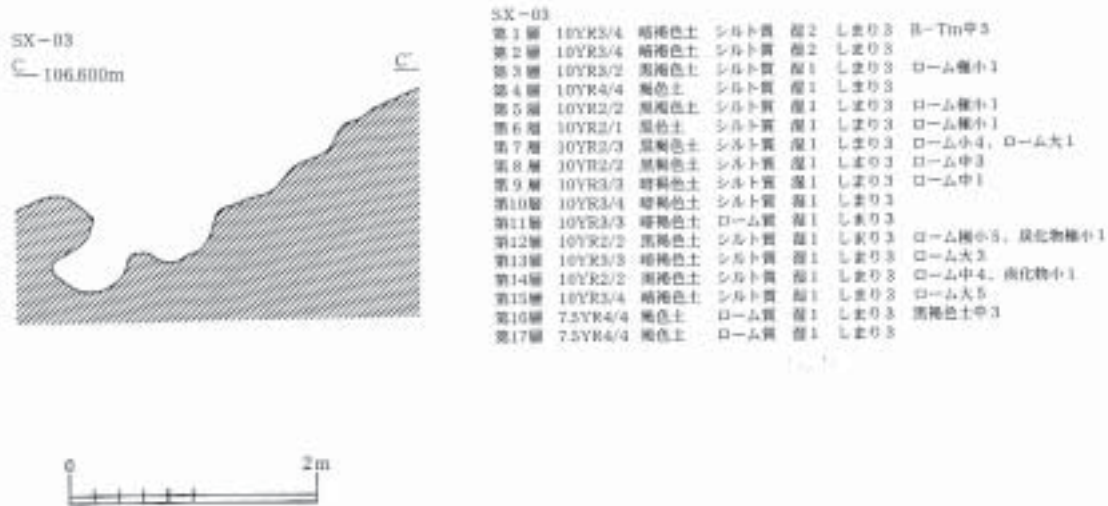 SX-03
C C'
106.600m
SX-03
第1層 10YR3/4 暗褐色土 シルト質 湿2 しまり3 B-Tm中5
第2層 10YR3/4 暗褐色土 シルト質 湿2 しまり3
第3層 10YR3/2 黒褐色土 シルト質 湿1 しまり3 ローム極小1
第4層 10YR4/4 褐色土 シルト質 湿1 しまり3
第5層 10YR2/2 黒褐色土 シルト質 湿1 しまり3 ローム極小1
第6層 10YR2/1 黒色土 シルト質 湿1 しまり3 ローム極小1
第7層 10YR2/3 黒褐色土 シルト質 湿1 しまり3 ローム小4、ローム大1
第8層 10YR2/2 黒褐色土 シルト質 湿1 しまり3 ローム中3
第9層 10YR3/3 暗褐色土 シルト質 湿1 しまり3 ローム中1
第10層 10YR3/4 暗褐色土 シルト質 湿1 しまり3
第11層 10YR3/3 暗褐色土 ローム質 湿1 しまり3
第12層 10YR2/2 黒褐色土 シルト質 湿1 しまり3 ローム極小5、炭化物極小1
第13層 10YR3/3 暗褐色土 シルト質 湿1 しまり3 ローム大3
第14層 10YR2/2 黒褐色土 シルト質 湿1 しまり3 ローム中4、炭化物小1
第15層 10YR3/4 暗褐色土 シルト質 湿1 しまり3 ローム大5
第16層 7.5YR4/4 褐色土 ローム質 湿1 しまり3 黒褐色土中3
第17層 7.5YR4/4 褐色土 ローム質 湿1 しまり3
0 2m